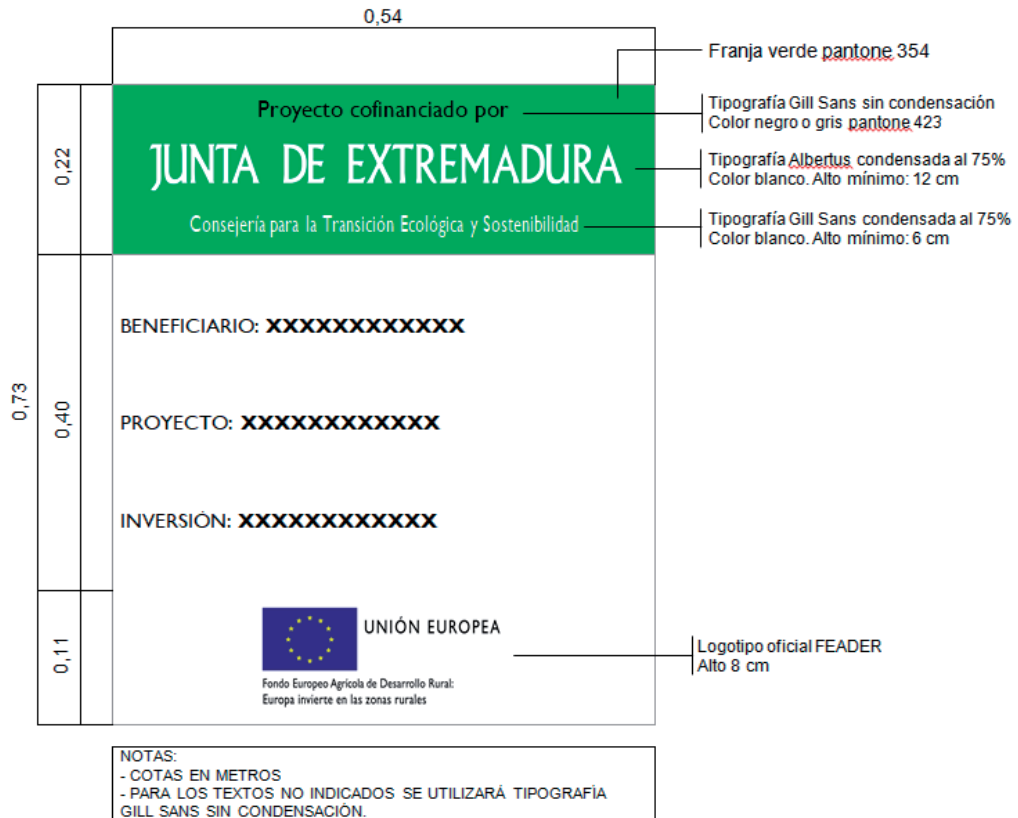 0,54
Franja verde pantone 354
Proyecto cofinanciado por
Tipografía Gill Sans sin condensación
Color negro o gris pantone 423
0,22
JUNTA DE EXTREMADURA
Tipografía Albertus condensada al 75%
Color blanco. Alto mínimo: 12 cm
Consejería para la Transición Ecológica y Sostenibilidad
Tipografía Gill Sans condensada al 75%
Color blanco. Alto mínimo: 6 cm
BENEFICIARIO: XXXXXXXXXXXX
0,73
0,40
PROYECTO: XXXXXXXXXXXX
INVERSIÓN: XXXXXXXXXXXX
0,11
UNIÓN EUROPEA
Fondo Europeo Agrícola de Desarrollo Rural:
Europa invierte en las zonas rurales
Logotipo oficial FEADER
Alto 8 cm
NOTAS:
- COTAS EN METROS
- PARA LOS TEXTOS NO INDICADOS SE UTILIZARÁ TIPOGRAFÍA
GILL SANS SIN CONDENSACIÓN.